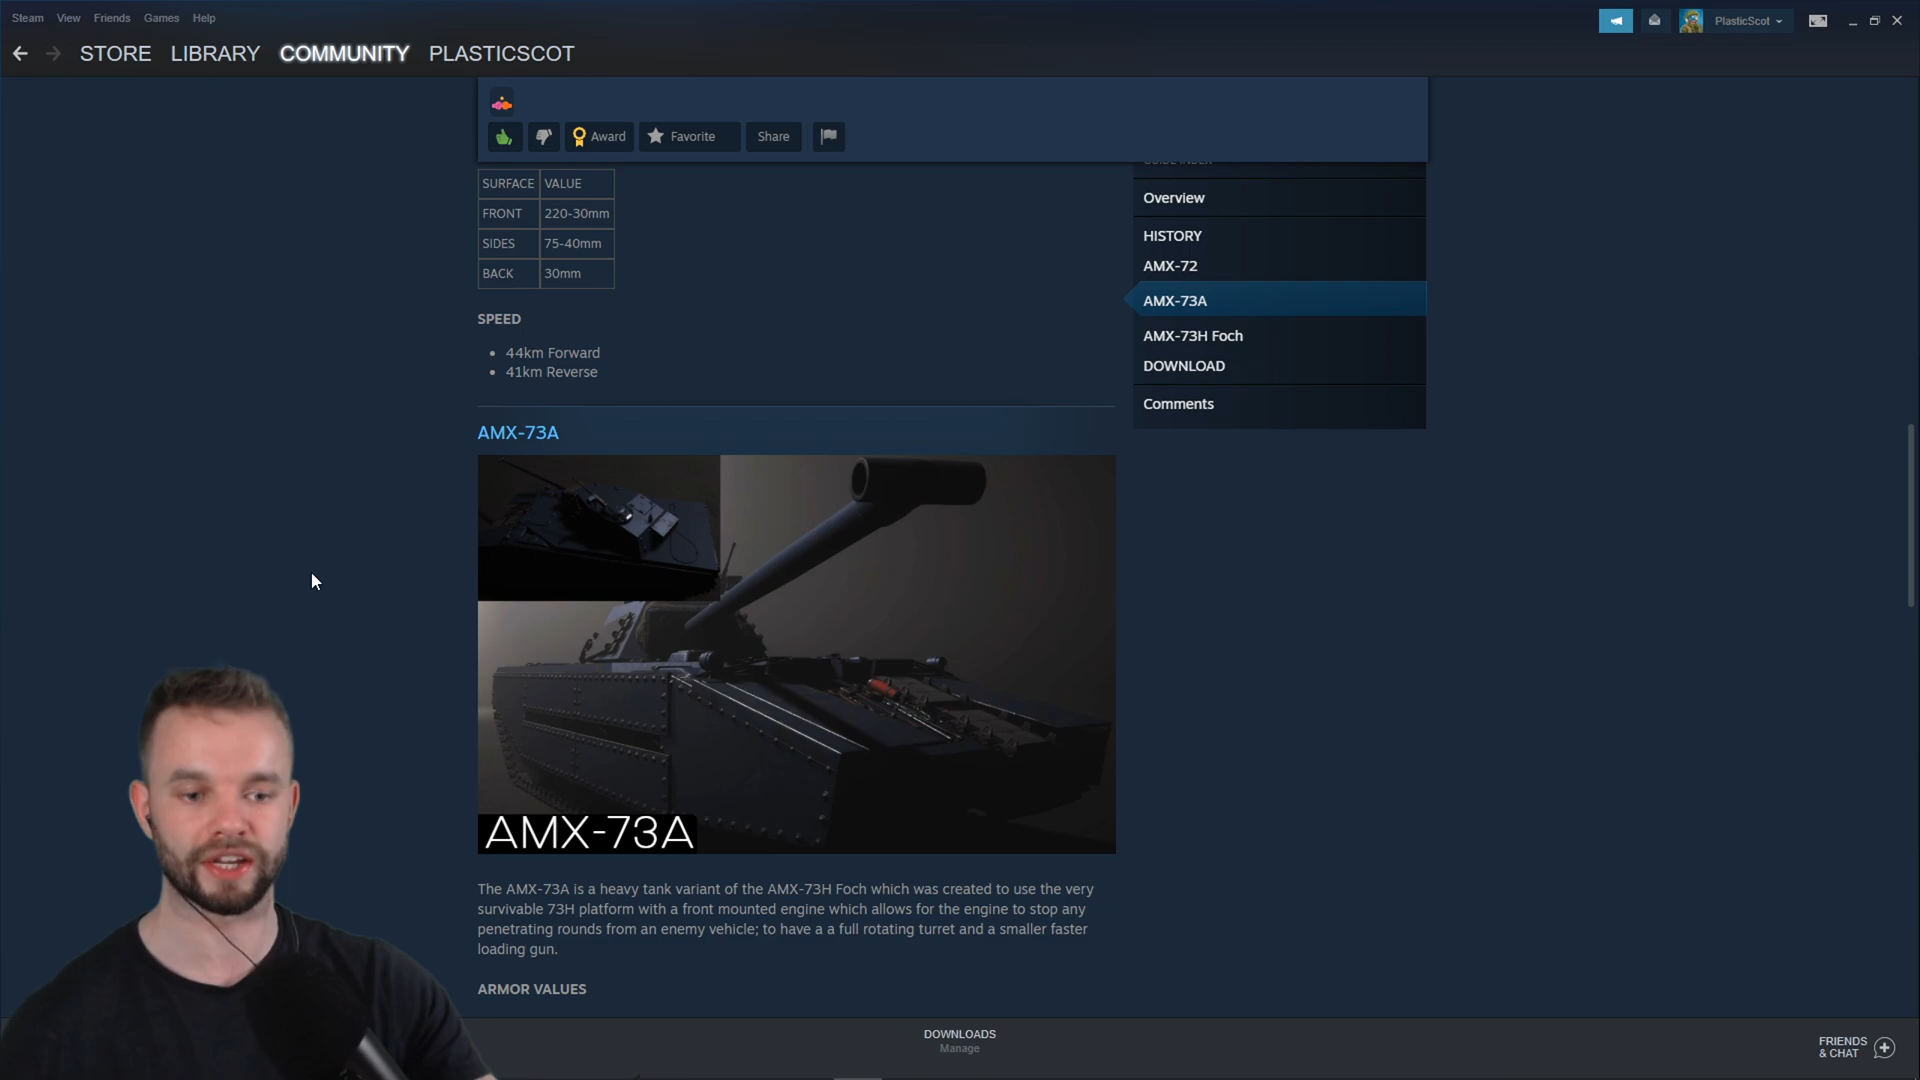 Steam View Friends Games Help
PlasticScot
STORE LIBRARY COMMUNITY PLASTICSCOT
Award Favorite Share
SURFACE VALUE
FRONT 220-30mm
SIDES 75-40mm
BACK 30mm
SPEED
44km Forward
41km Reverse
GUIDE INDEX
Overview
HISTORY
AMX-72
AMX-73A
AMX-73H Foch
DOWNLOAD
Comments
AMX-73A
AMX-73A
The AMX-73A is a heavy tank variant of the AMX-73H Foch which was created to use the very
survivable 73H platform with a front mounted engine which allows for the engine to stop any
penetrating rounds from an enemy vehicle; to have a a full rotating turret and a smaller faster
loading gun.
ARMOR VALUES
DOWNLOADS
Manage
FRIENDS
& CHAT